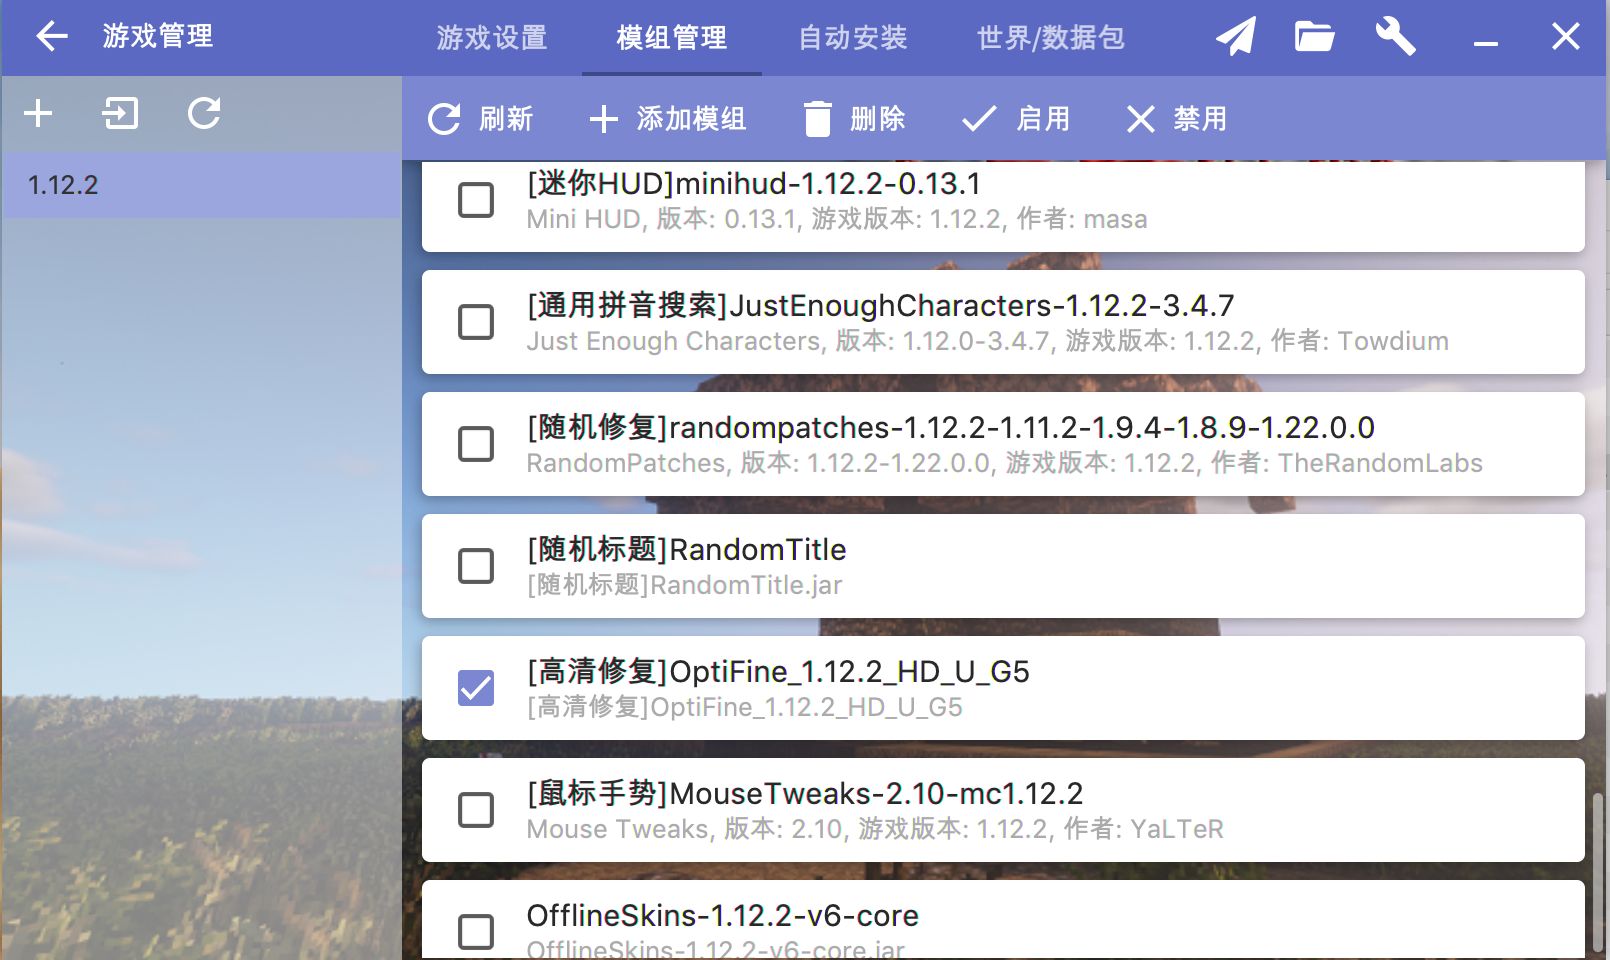 游戏管理
游戏设置
模组管理
自动安装
世界/数据包
刷新
添加模组
删除
启用
禁用
1.12.2
[迷你HUD]minihud-1.12.2-0.13.1
Mini HUD, 版本: 0.13.1, 游戏版本: 1.12.2, 作者: masa
[通用拼音搜索]JustEnoughCharacters-1.12.2-3.4.7
Just Enough Characters, 版本: 1.12.0-3.4.7, 游戏版本: 1.12.2, 作者: Towdium
[随机修复]randompatches-1.12.2-1.11.2-1.9.4-1.8.9-1.22.0.0
RandomPatches, 版本: 1.12.2-1.22.0.0, 游戏版本: 1.12.2, 作者: TheRandomLabs
[随机标题]RandomTitle
[随机标题]RandomTitle.jar
[高清修复]OptiFine_1.12.2_HD_U_G5
[高清修复]OptiFine_1.12.2_HD_U_G5
[鼠标手势]MouseTweaks-2.10-mc1.12.2
Mouse Tweaks, 版本: 2.10, 游戏版本: 1.12.2, 作者: YaLTeR
OfflineSkins-1.12.2-v6-core
OfflineSkins-1.12.2-v6-core.jar